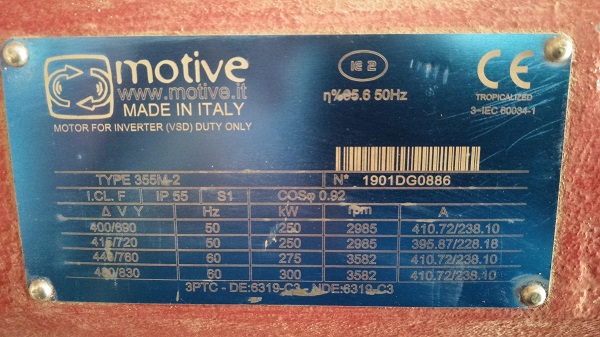 motive
www.motive.it
MADE IN ITALY
MOTOR FOR INVERTER (VSD) DUTY ONLY
IE 2
η%95.6 50Hz
CE
TROPICALIZED
3~IEC 60034-1
TYPE 355M-2 N° 1901DG0886
I.CL. F IP 55 S1 COSφ 0.92
Δ V Y Hz kW rpm A
400/690 50 250 2985 410.72/238.10
415/720 50 250 2985 395.87/228.18
440/760 60 275 3582 410.72/238.10
480/830 60 300 3582 410.72/238.10
3PTC - DE:6319-C3 - NDE:6319-C3